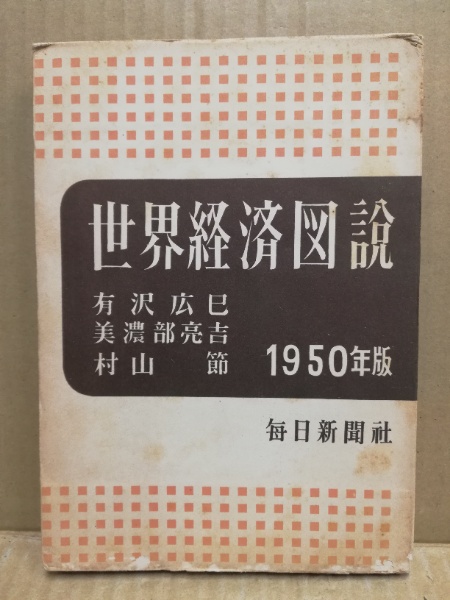 世界経済図説
有沢広巳
美濃部亮吉
村山 節
1950年版
毎日新聞社